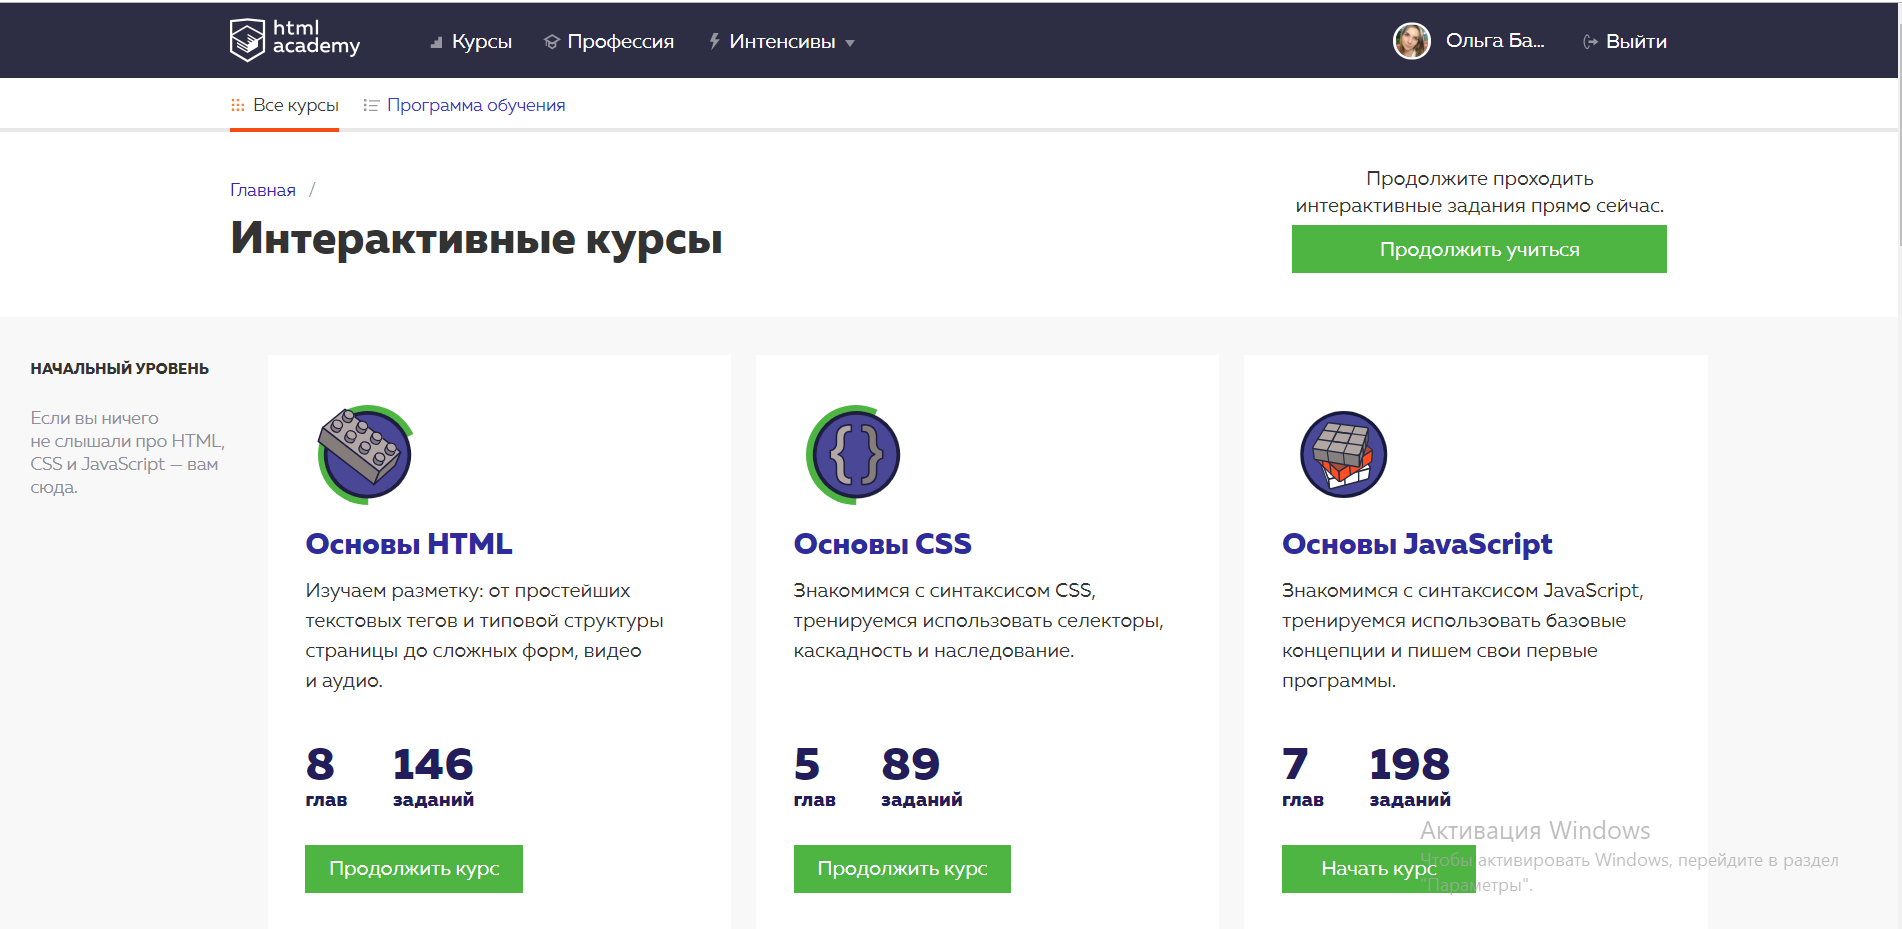 html
academy
Курсы
Профессия
Интенсивы
Ольга Ба...
Выйти
Все курсы
Программа обучения
Главная /
Интерактивные курсы
Продолжите проходить
интерактивные задания прямо сейчас.
Продолжить учиться
НАЧАЛЬНЫЙ УРОВЕНЬ
Если вы ничего
не слышали про HTML,
CSS и JavaScript — вам
сюда.
Основы HTML
Изучаем разметку: от простейших
текстовых тегов и типовой структуры
страницы до сложных форм, видео
и аудио.
8
глав
146
заданий
Продолжить курс
{ }
Основы CSS
Знакомимся с синтаксисом CSS,
тренируемся использовать селекторы,
каскадность и наследование.
5
глав
89
заданий
Продолжить курс
Основы JavaScript
Знакомимся с синтаксисом JavaScript,
тренируемся использовать базовые
концепции и пишем свои первые
программы.
7
глав
198
заданий
Начать курс
Активация Windows
Чтобы активировать Windows, перейдите в раздел
"Параметры".